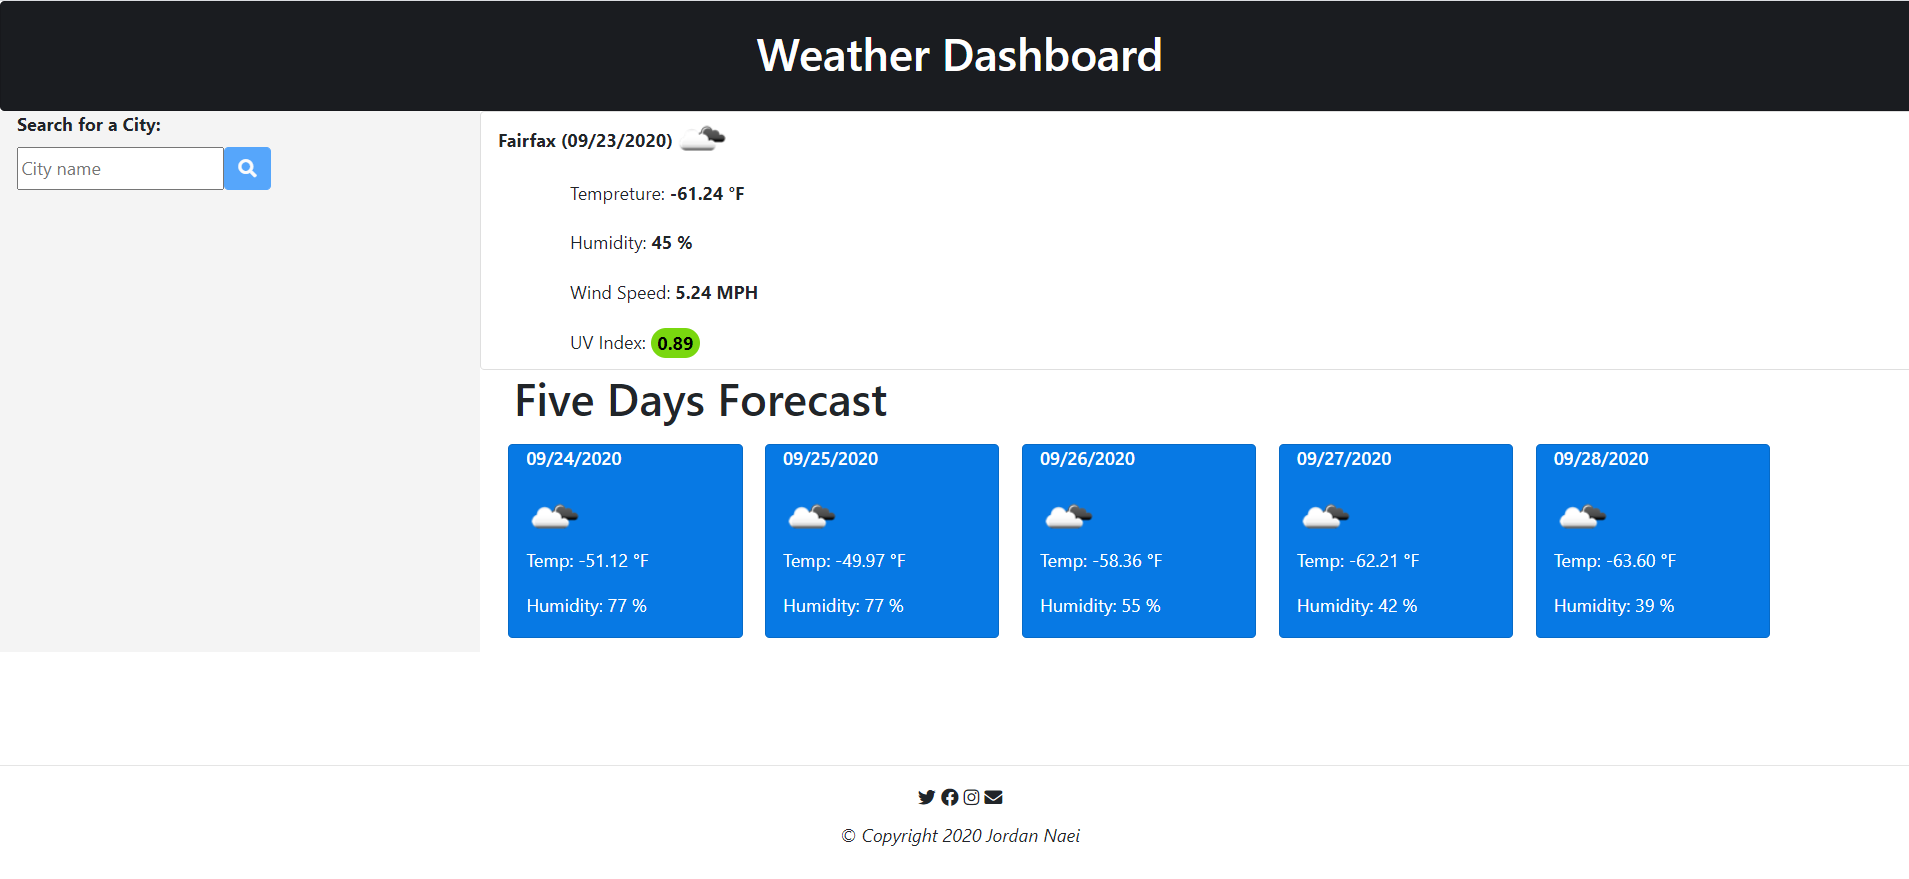 Weather Dashboard
Search for a City:
City name
Fairfax (09/23/2020)
Tempreture: -61.24 °F
Humidity: 45 %
Wind Speed: 5.24 MPH
UV Index: 0.89
Five Days Forecast
09/24/2020
Temp: -51.12 °F
Humidity: 77 %
09/25/2020
Temp: -49.97 °F
Humidity: 77 %
09/26/2020
Temp: -58.36 °F
Humidity: 55 %
09/27/2020
Temp: -62.21 °F
Humidity: 42 %
09/28/2020
Temp: -63.60 °F
Humidity: 39 %
© Copyright 2020 Jordan Naei